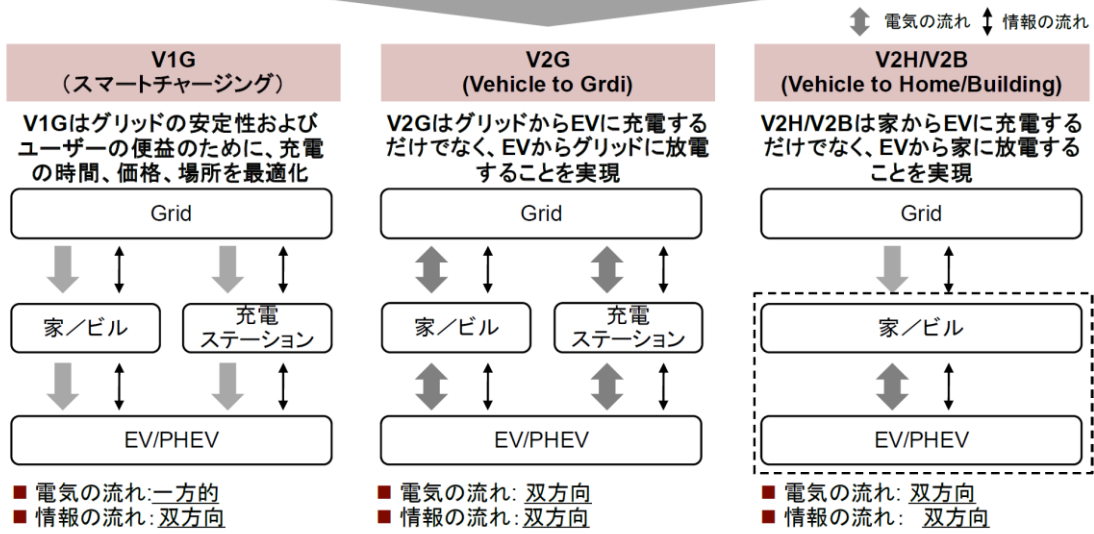 電気の流れ 情報の流れ
V1G
(スマートチャージング)
V1Gはグリッドの安定性および
ユーザーの便益のために、充電
の時間、価格、場所を最適化
Grid
家／ビル
充電
ステーション
EV/PHEV
■ 電気の流れ:一方的
■ 情報の流れ:双方向
V2G
(Vehicle to Grdi)
V2GはグリッドからEVに充電する
だけでなく、EVからグリッドに放電
することを実現
Grid
家／ビル
充電
ステーション
EV/PHEV
■ 電気の流れ: 双方向
■ 情報の流れ:双方向
V2H/V2B
(Vehicle to Home/Building)
V2H/V2Bは家からEVに充電する
だけでなく、EVから家に放電する
ことを実現
Grid
家／ビル
EV/PHEV
■ 電気の流れ: 双方向
■ 情報の流れ: 双方向